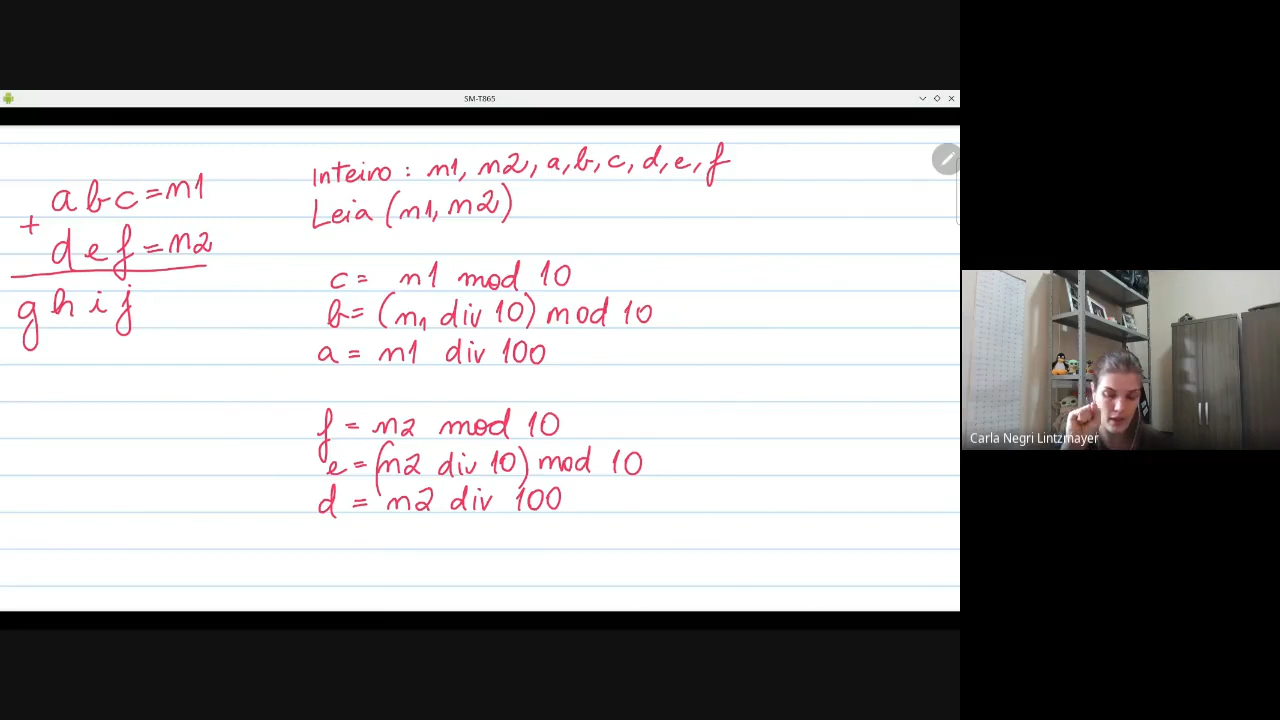 SM-T865
a b c = n1
+
d e f = n2
g h i j
Inteiro : n1, n2, a, b, c, d, e, f
Leia (n1, n2)
c = n1 mod 10
b = (n1 div 10) mod 10
a = n1 div 100
f = n2 mod 10
e = (n2 div 10) mod 10
d = n2 div 100
Carla Negri Lintzmayer